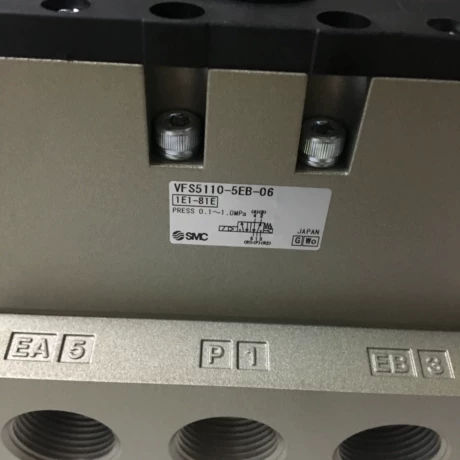 VFS5110-5EB-06
1E1-81E
PRESS 0.1~1.0MPa
SMC
JAPAN
G Wo
EA 5 P 1 EB 3